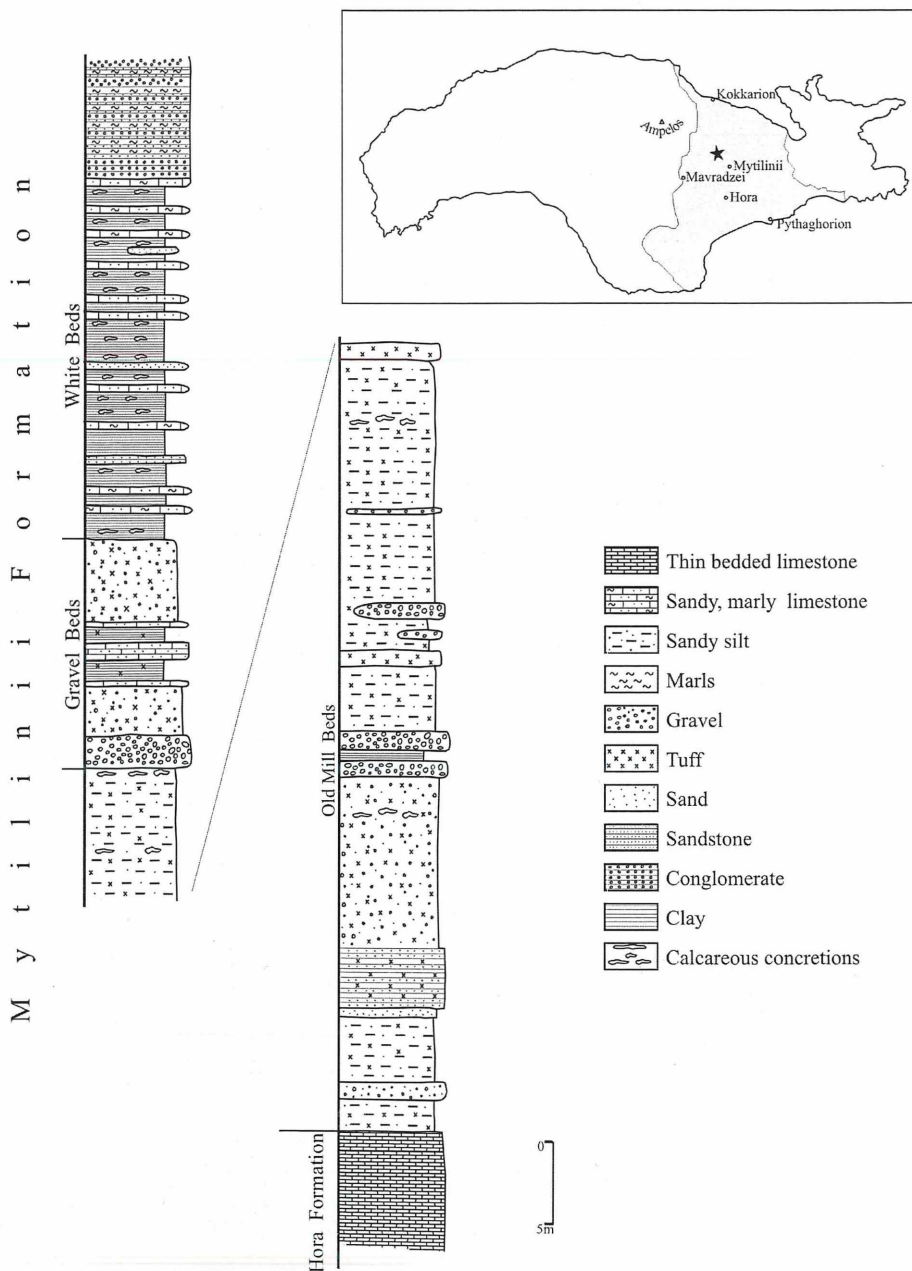 Mytilinii Formation
White Beds
Gravel Beds
Old Mill Beds
Hora Formation
Kokkarion
Ampelos
Mytilinii
Mavradzei
Hora
Pythaghorion
Thin bedded limestone
Sandy, marly limestone
Sandy silt
Marls
Gravel
Tuff
Sand
Sandstone
Conglomerate
Clay
Calcareous concretions
0
5m